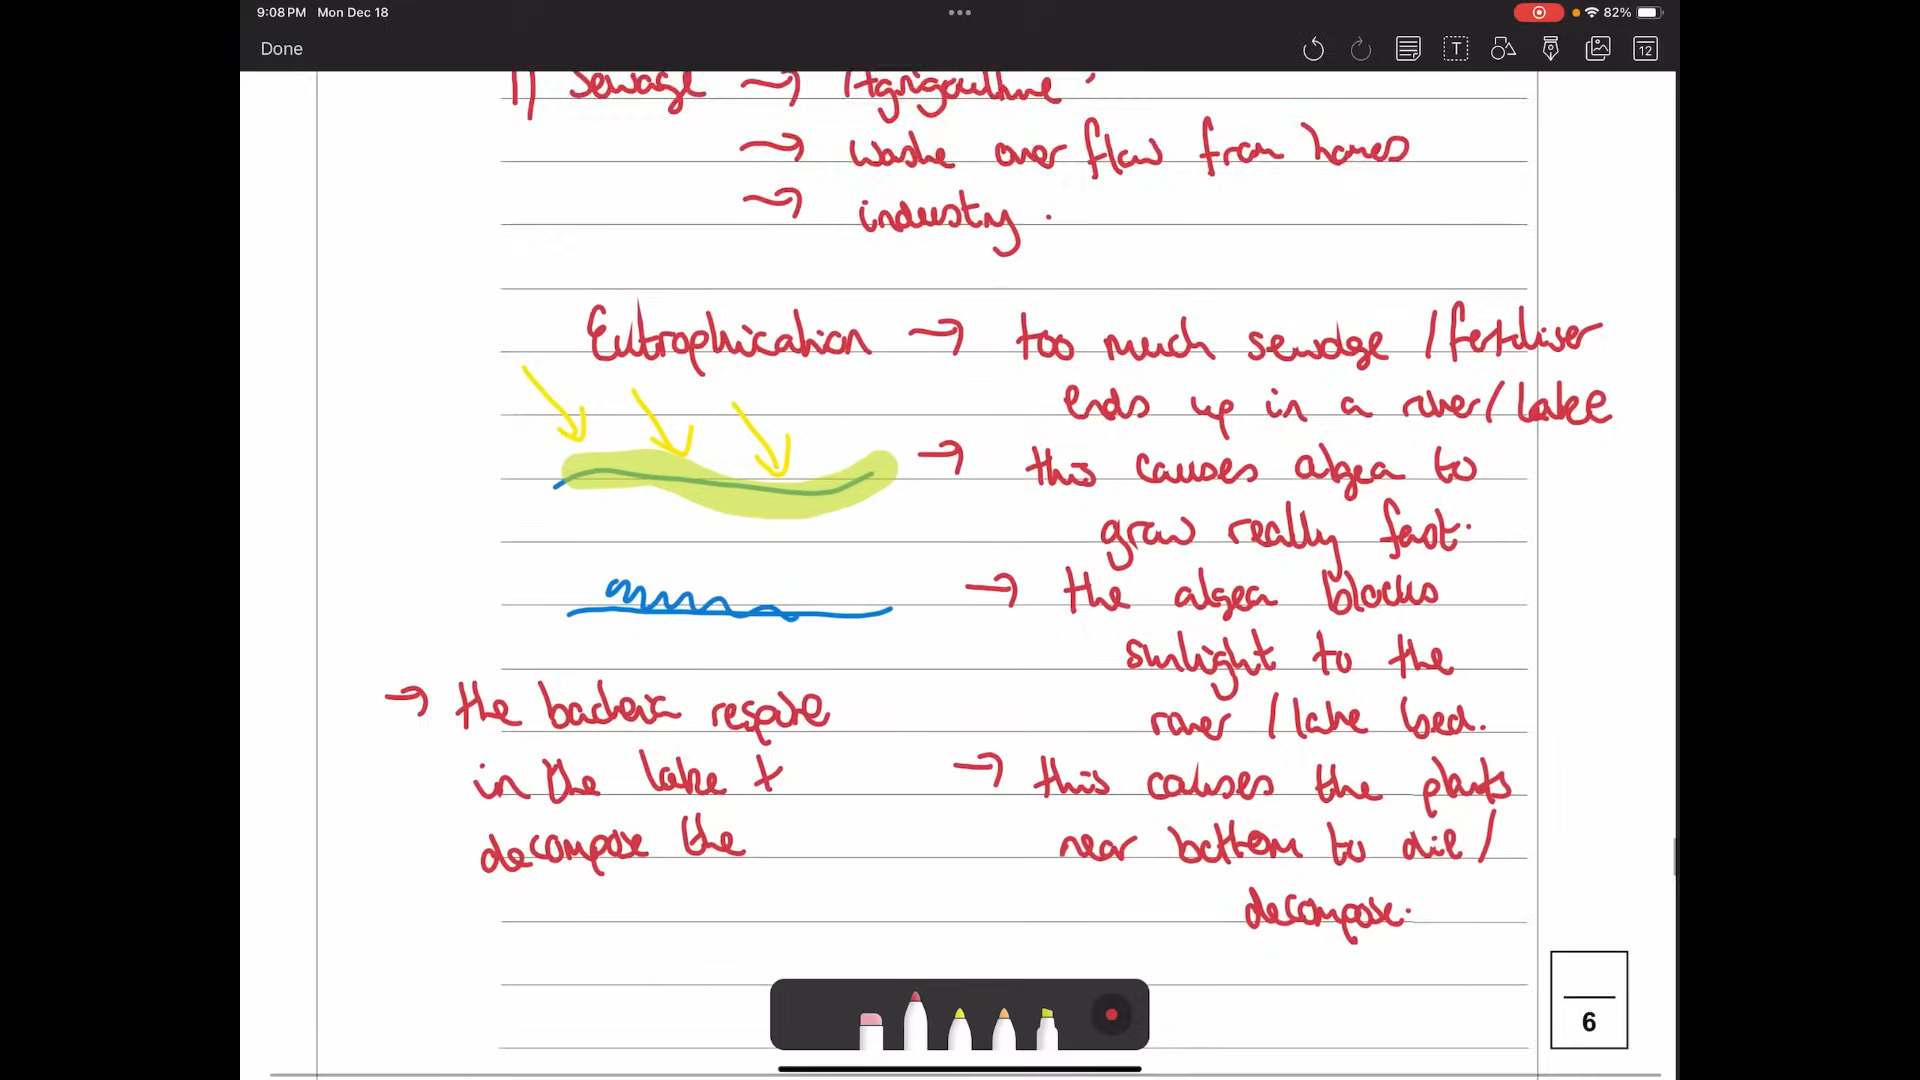 9:08 PM Mon Dec 18
82%
Done
T
12
1) Sewage → Agrigoulture
→ waste over flow from homes
→ industry.
Eutrophication → too much sewodge / fertiliser
ends up in a river / lake
→ this causes algea to
grow really fast.
→ the algea blocks
sunlight to the
river / lake bed.
→ this causes the plants
near bottom to die /
decompose.
→ the bacteria respire
in the lake +
decompose the
6